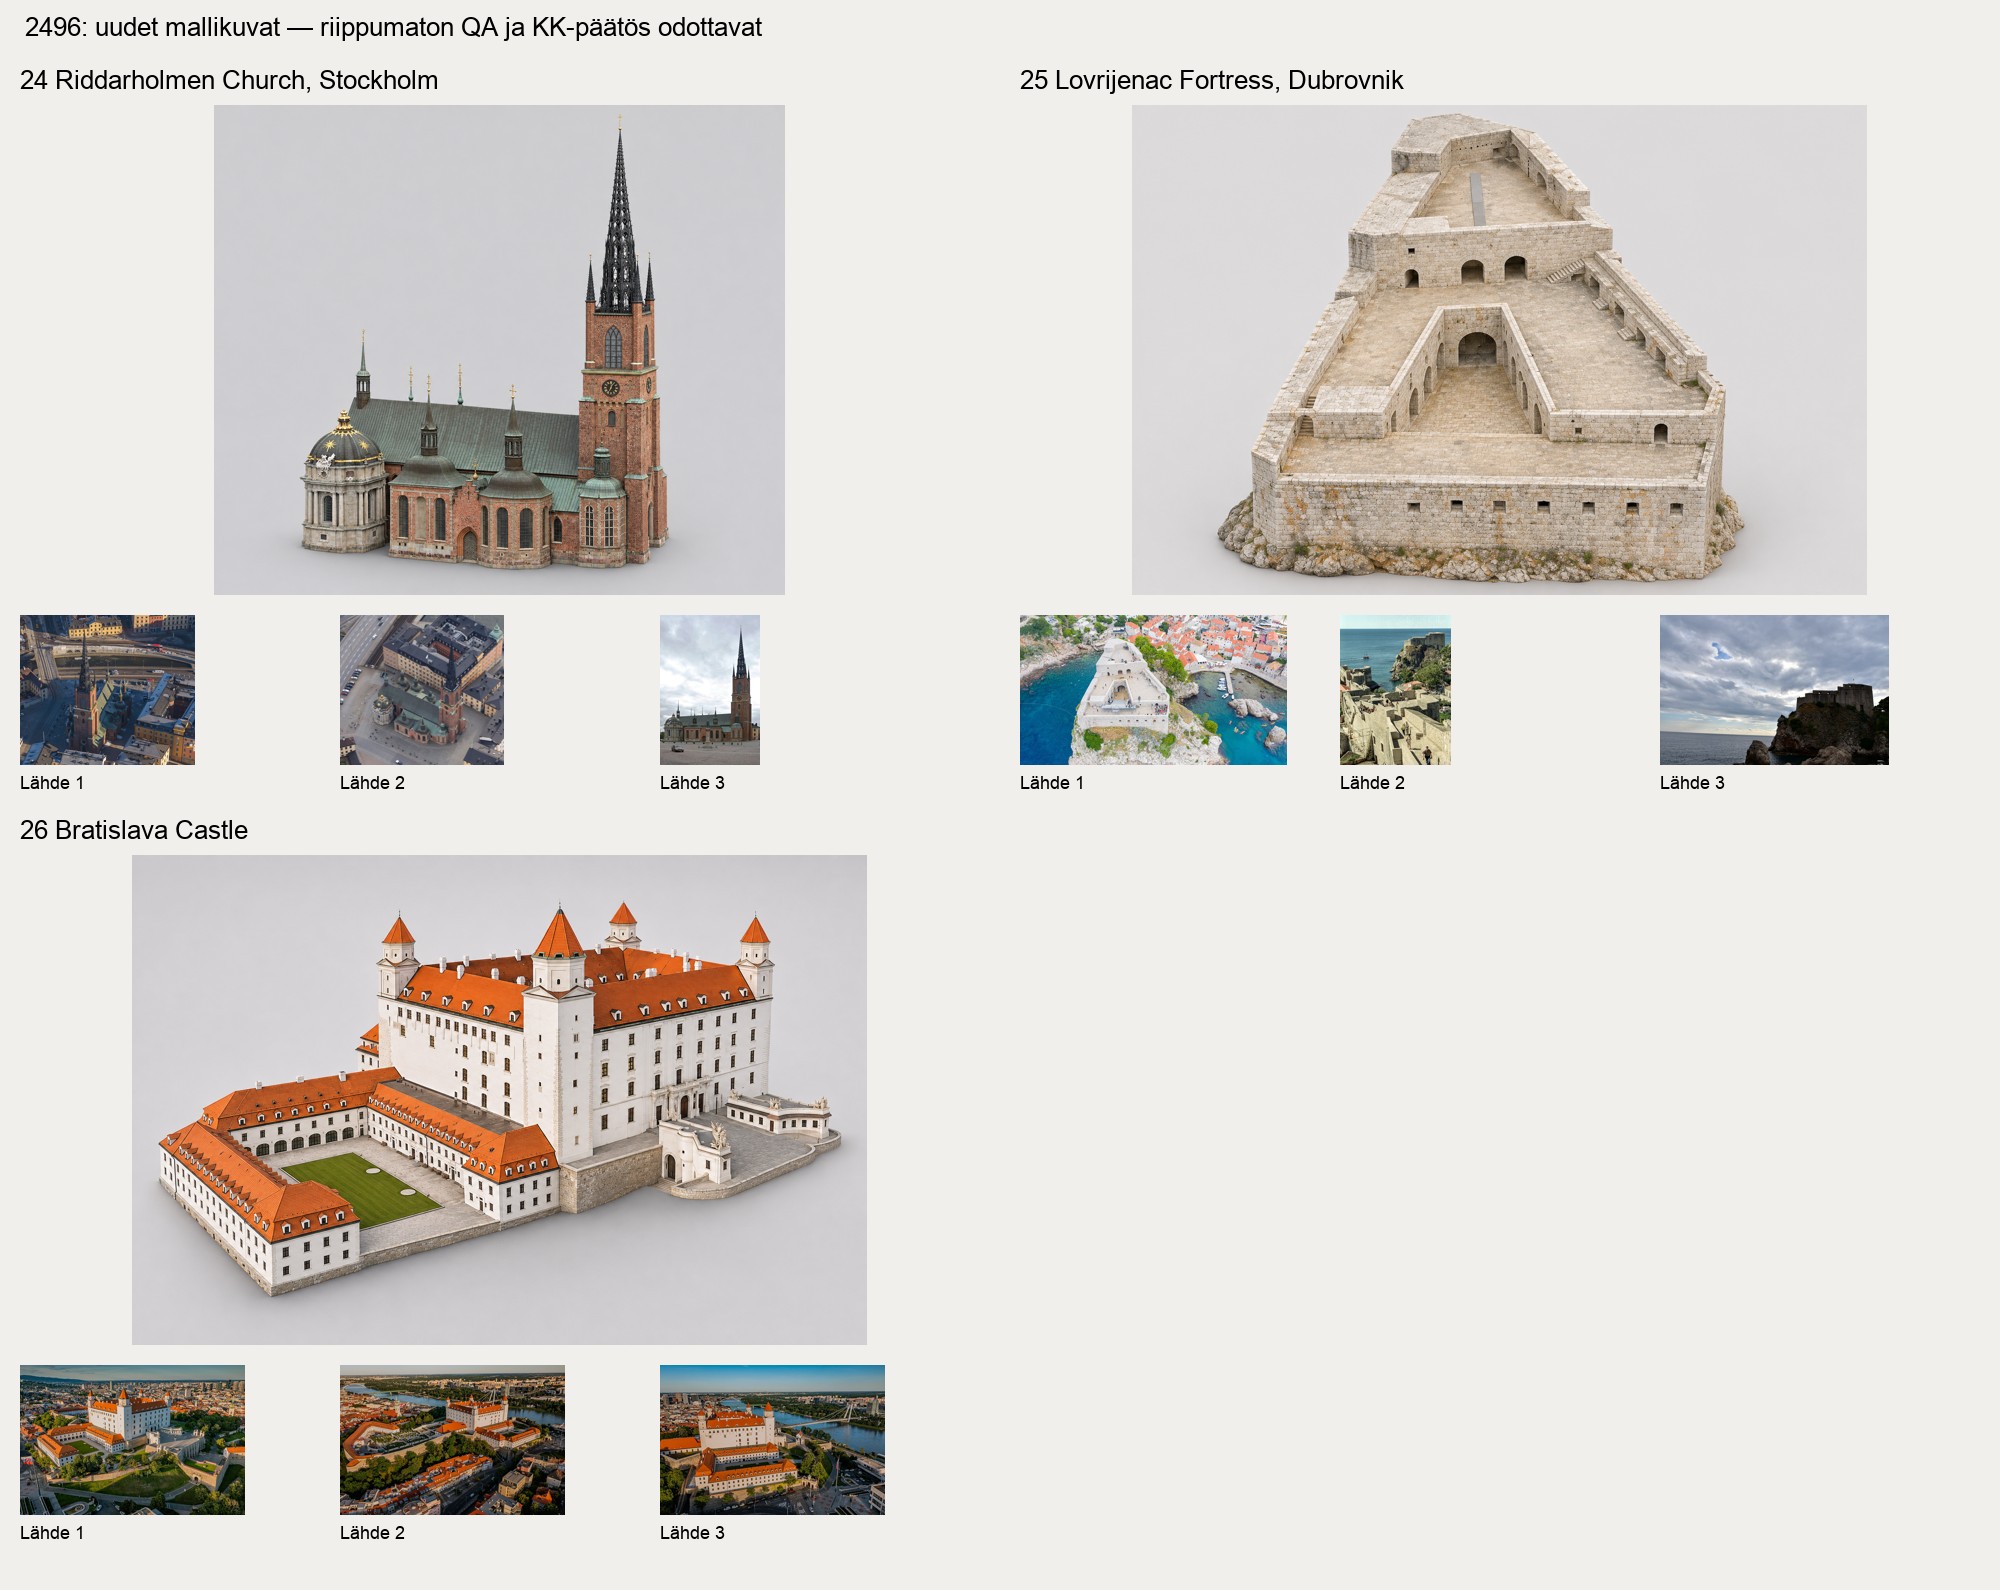 2496: uudet mallikuvat — riippumaton QA ja KK-päätös odottavat
24 Riddarholmen Church, Stockholm
Lähde 1
Lähde 2
Lähde 3
25 Lovrijenac Fortress, Dubrovnik
Lähde 1
Lähde 2
Lähde 3
26 Bratislava Castle
Lähde 1
Lähde 2
Lähde 3